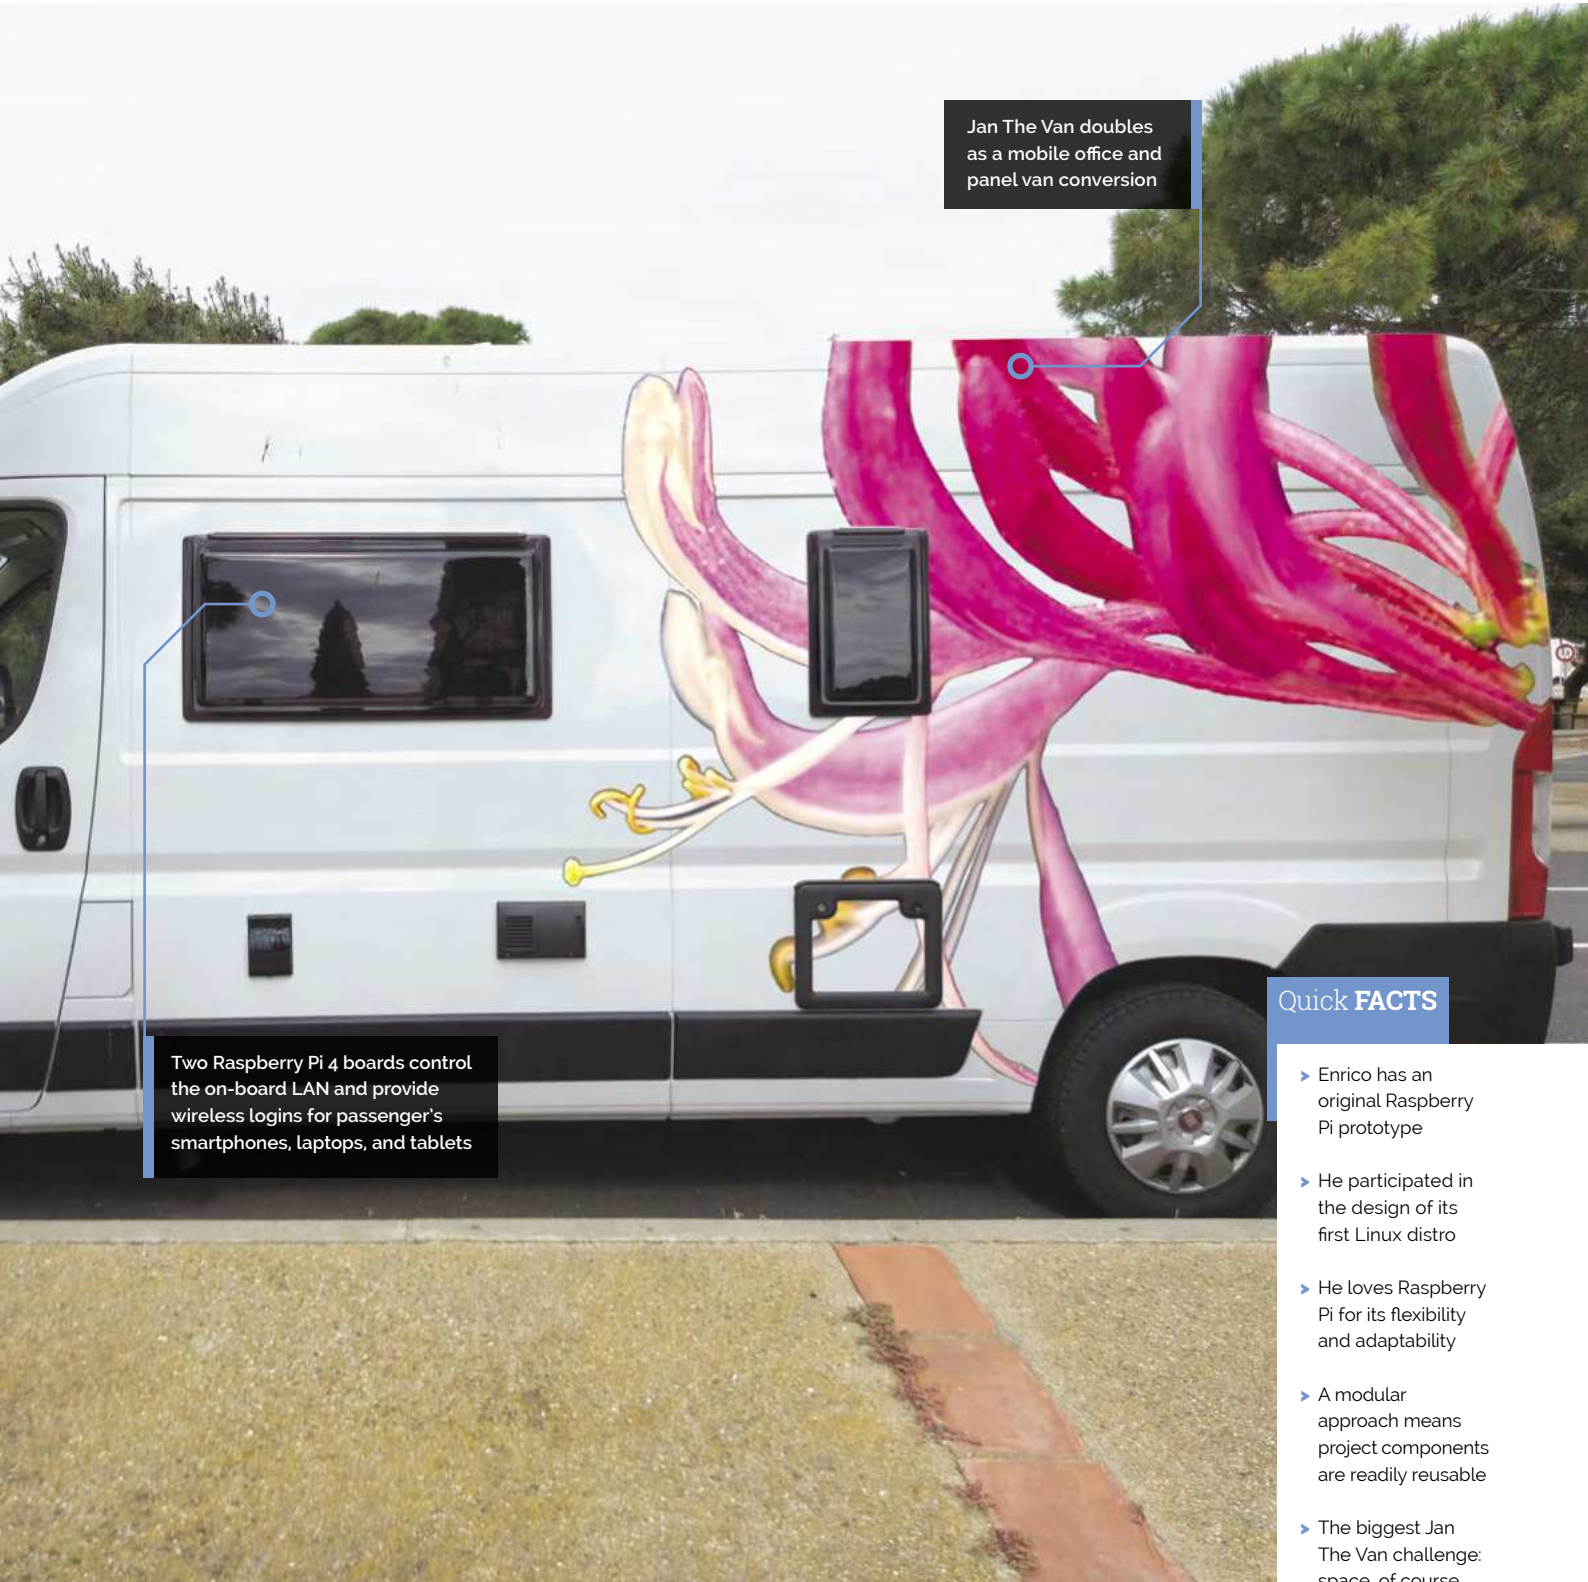 Jan The Van doubles
as a mobile office and
panel van conversion
Two Raspberry Pi 4 boards control
the on-board LAN and provide
wireless logins for passenger's
smartphones, laptops, and tablets
Quick FACTS
> Enrico has an
original Raspberry
Pi prototype
> He participated in
the design of its
first Linux distro
> He loves Raspberry
Pi for its flexibility
and adaptability
> A modular
approach means
project components
are readily reusable
> The biggest Jan
The Van challenge:
space, of course